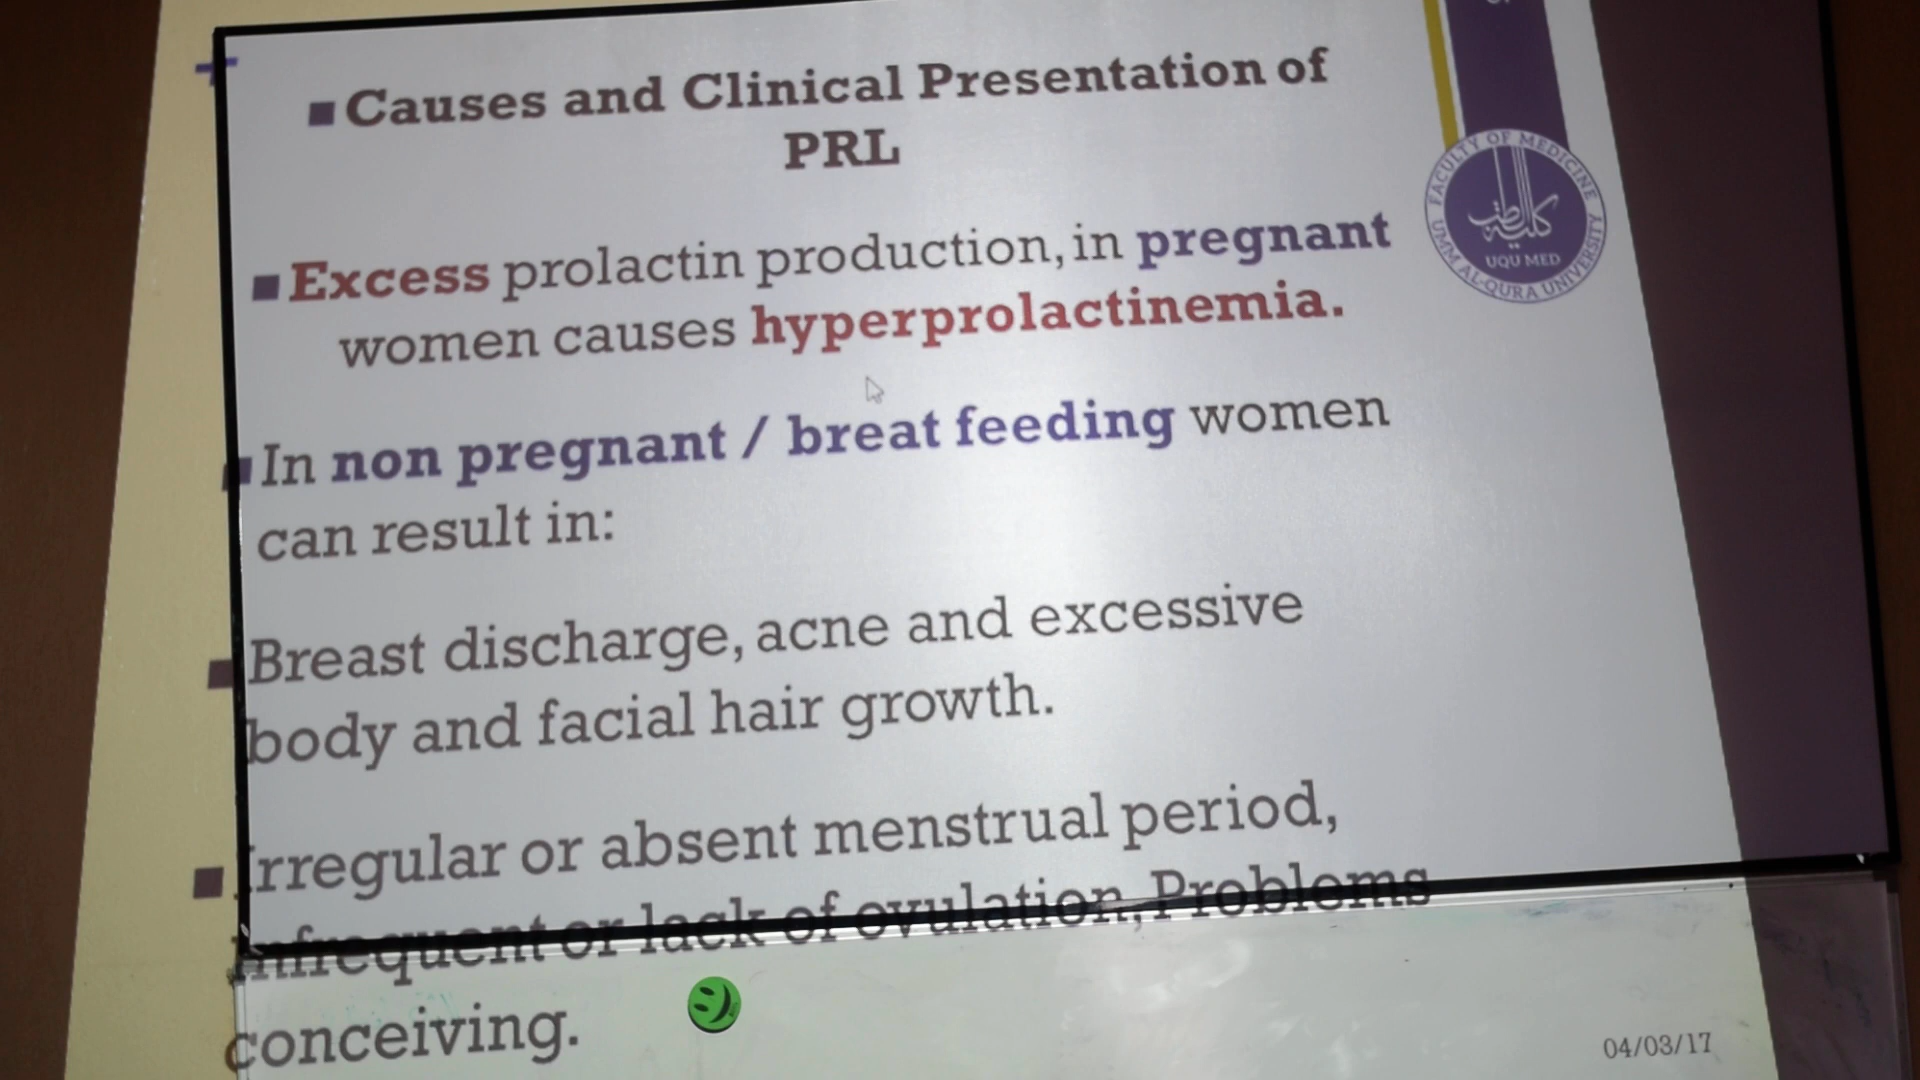 Causes and Clinical Presentation of
PRL
Excess prolactin production, in pregnant
women causes hyperprolactinemia.
In non pregnant / breat feeding women
can result in:
Breast discharge, acne and excessive
body and facial hair growth.
Irregular or absent menstrual period,
infrequent or lack of ovulation, Problems
conceiving.
FACULTY OF MEDICINE
كلية الطب
UQU MED
UMM AL-QURA UNIVERSITY
04/03/17